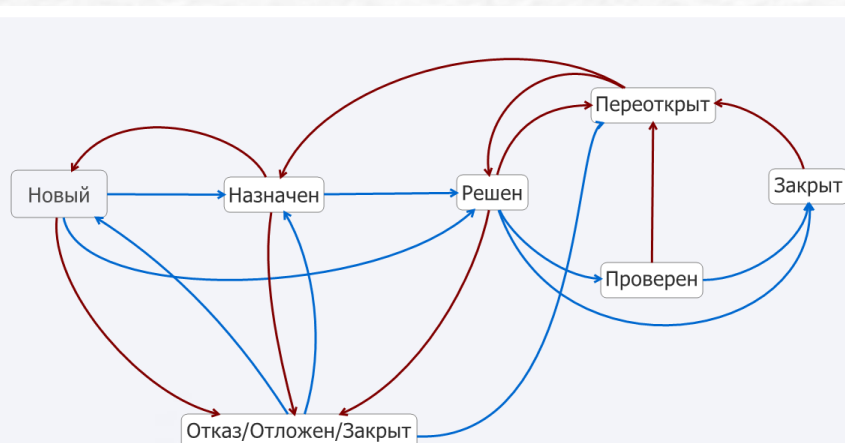 Переоткрыт
Новый
Назначен
Решен
Закрыт
Проверен
Отказ/Отложен/Закрыт